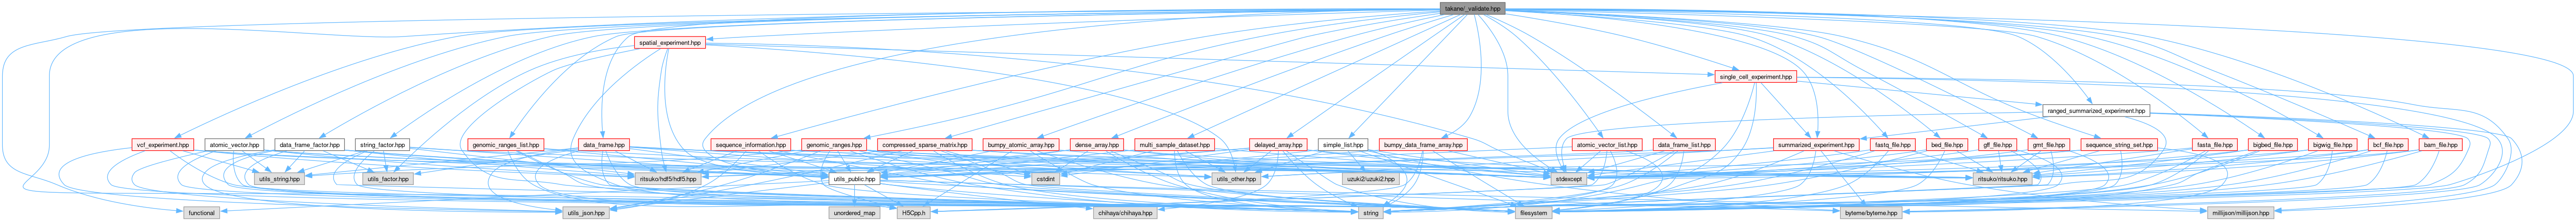 takane/_validate.hpp
spatial_experiment.hpp
single_cell_experiment.hpp
ranged_summarized_experiment.hpp
vcf_experiment.hpp
atomic_vector.hpp
data_frame_factor.hpp
string_factor.hpp
genomic_ranges_list.hpp
data_frame.hpp
sequence_information.hpp
genomic_ranges.hpp
compressed_sparse_matrix.hpp
bumpy_atomic_array.hpp
dense_array.hpp
multi_sample_dataset.hpp
delayed_array.hpp
simple_list.hpp
bumpy_data_frame_array.hpp
atomic_vector_list.hpp
data_frame_list.hpp
summarized_experiment.hpp
fastq_file.hpp
bed_file.hpp
gff_file.hpp
gmt_file.hpp
sequence_string_set.hpp
fasta_file.hpp
bigbed_file.hpp
bigwig_file.hpp
bcf_file.hpp
bam_file.hpp
utils_string.hpp
utils_factor.hpp
ritsuko/hdf5/hdf5.hpp
utils_public.hpp
cstdint
utils_other.hpp
uzuki2/uzuki2.hpp
stdexcept
ritsuko/ritsuko.hpp
functional
utils_json.hpp
unordered_map
H5Cpp.h
chihaya/chihaya.hpp
string
filesystem
byteme/byteme.hpp
millijson/millijson.hpp